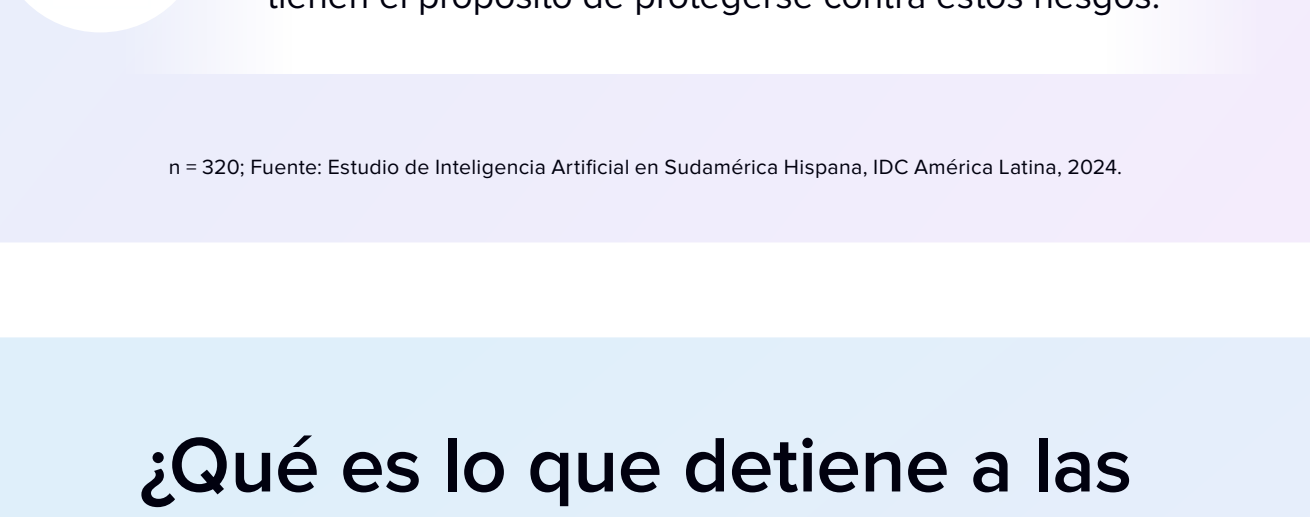 tienen el propósito de protegerse contra estos riesgos.
n = 320; Fuente: Estudio de Inteligencia Artificial en Sudamérica Hispana, IDC América Latina, 2024.
¿Qué es lo que detiene a las